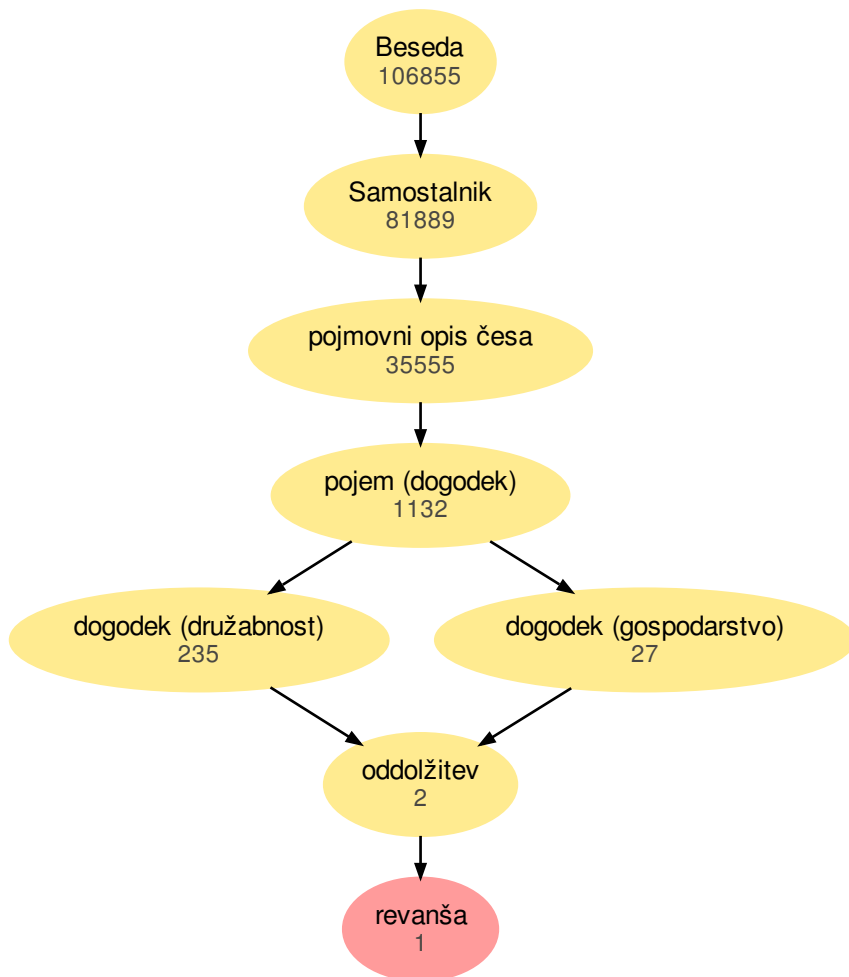 Beseda
106855
Samostalnik
81889
pojmovni opis česa
35555
pojem (dogodek)
1132
dogodek (družabnost)
235
dogodek (gospodarstvo)
27
oddolžitev
2
revanša
1